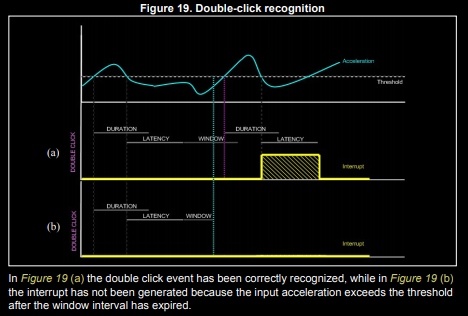 Figure 19. Double-click recognition
Acceleration
Threshold
DURATION
DURATION
LATENCY
WINDOW
LATENCY
(a)
DOUBLE CLICK
Interrupt
DURATION
LATENCY
WINDOW
(b)
DOUBLE CLICK
Interrupt
In Figure 19 (a) the double click event has been correctly recognized, while in Figure 19 (b)
the interrupt has not been generated because the input acceleration exceeds the threshold
after the window interval has expired.